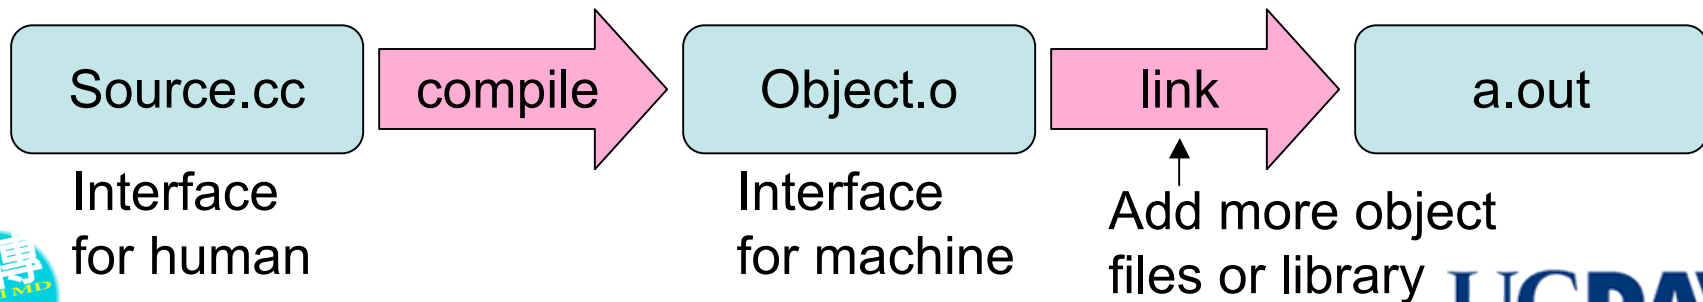 Source.cc
compile
Object.o
link
a.out
Interface
for human
Interface
for machine
Add more object
files or library